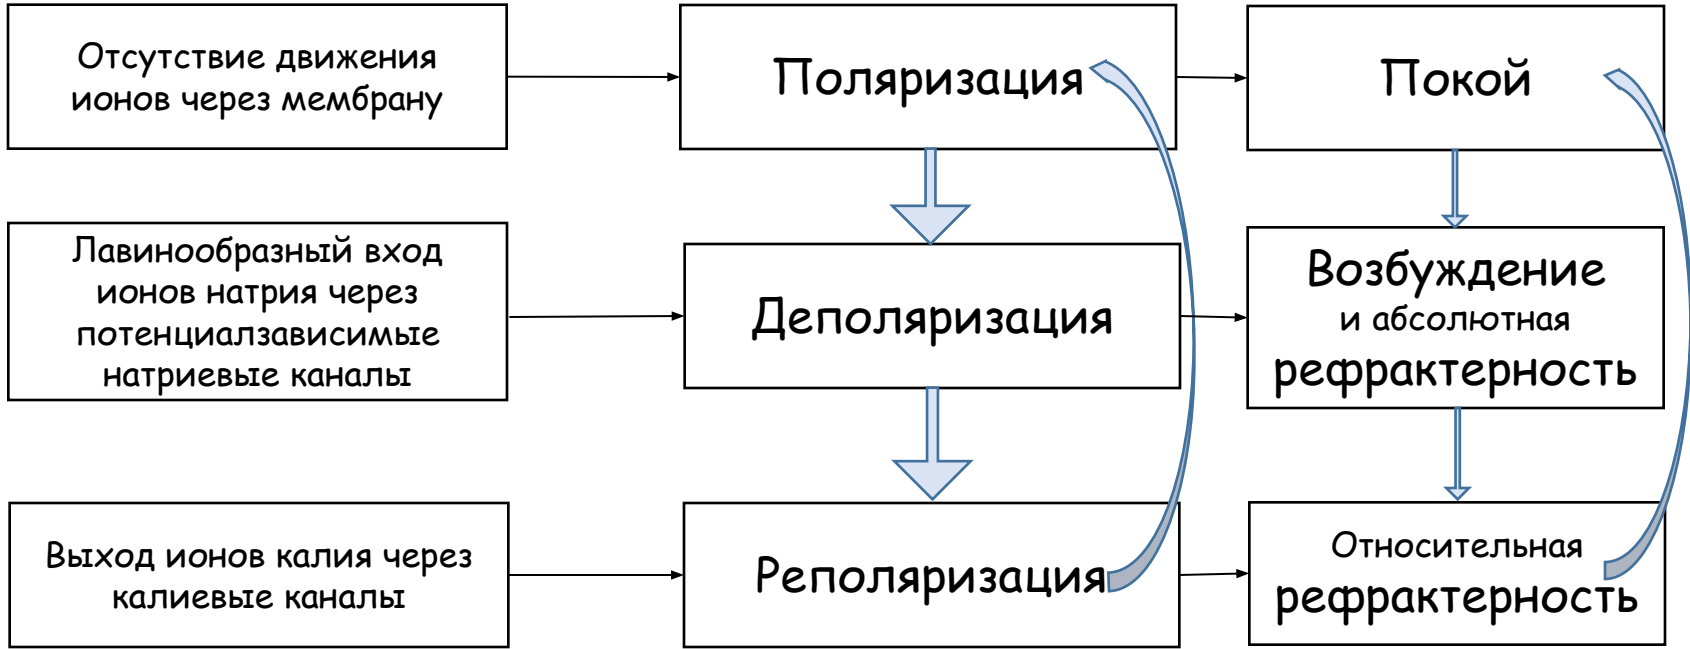 Отсутствие движения
ионов через мембрану
Поляризация
Покой
Лавинообразный вход
ионов натрия через
потенциалзависимые
натриевые каналы
Деполяризация
Возбуждение
и абсолютная
рефрактерность
Выход ионов калия через
калиевые каналы
Реполяризация
Относительная
рефрактерность